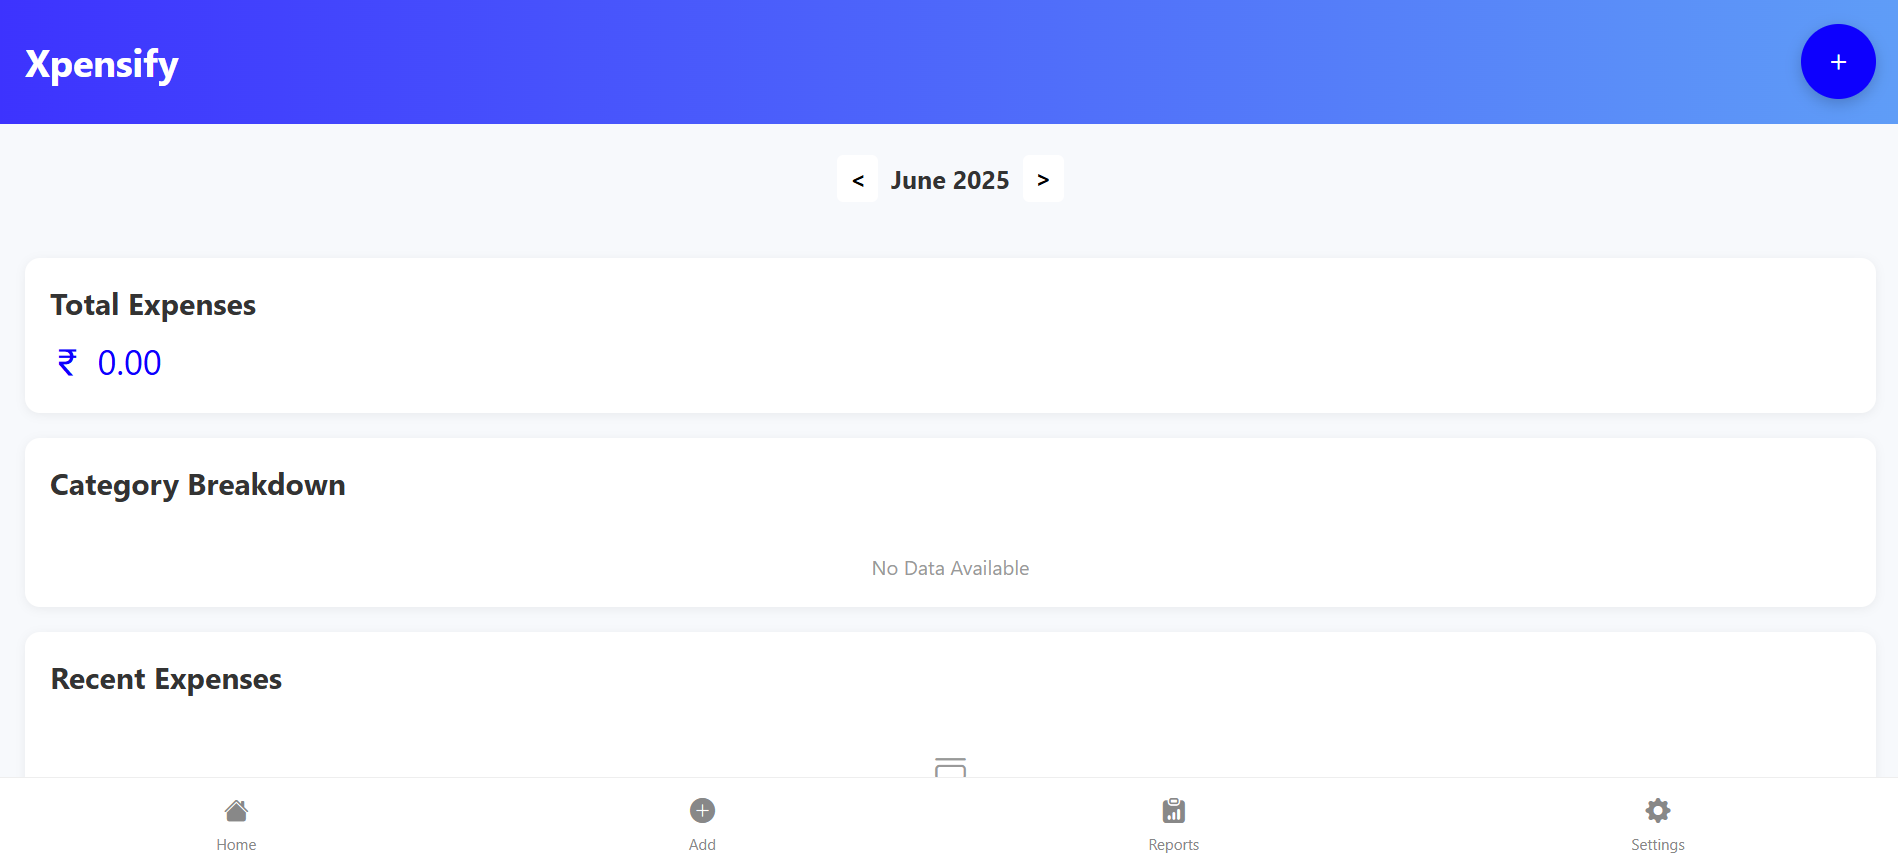 Xpensify
+
< June 2025 >
Total Expenses
₹ 0.00
Category Breakdown
No Data Available
Recent Expenses
Home Add Reports Settings